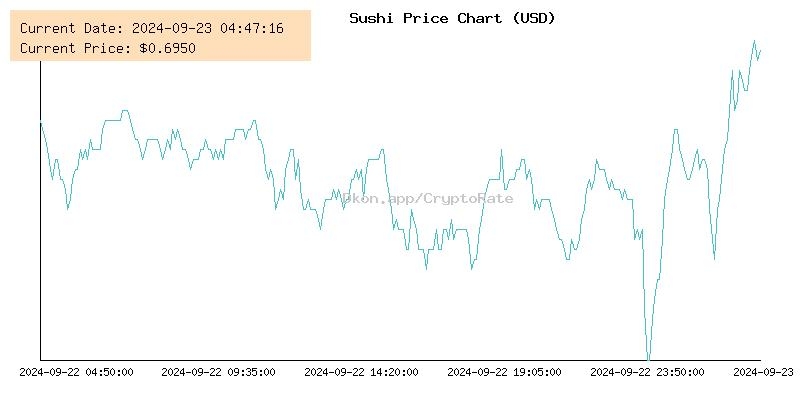 Sushi Price Chart (USD)
Current Date: 2024-09-23 04:47:16
Current Price: $0.6950
Dkon.app/CryptoRate
2024-09-22 04:50:00 2024-09-22 09:35:00 2024-09-22 14:20:00 2024-09-22 19:05:00 2024-09-22 23:50:00 2024-09-23